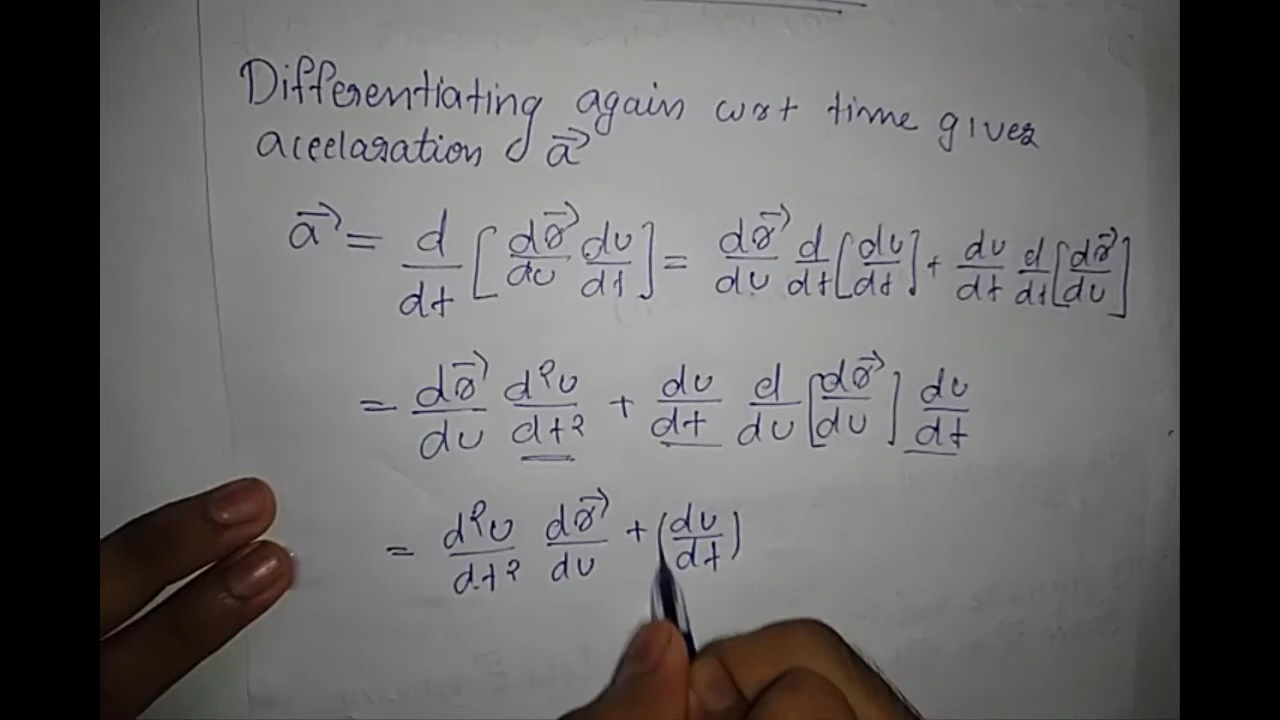 Differentiating again wrt time gives
accelaration of a⃗
a⃗ = d/dt [dr⃗/du du/dt] = dr⃗/du d/dt [du/dt] + du/dt d/dt [dr⃗/du]
= dr⃗/du d²u/dt² + du/dt d/du [dr⃗/du] du/dt
= d²u/dt² dr⃗/du + (du/dt)